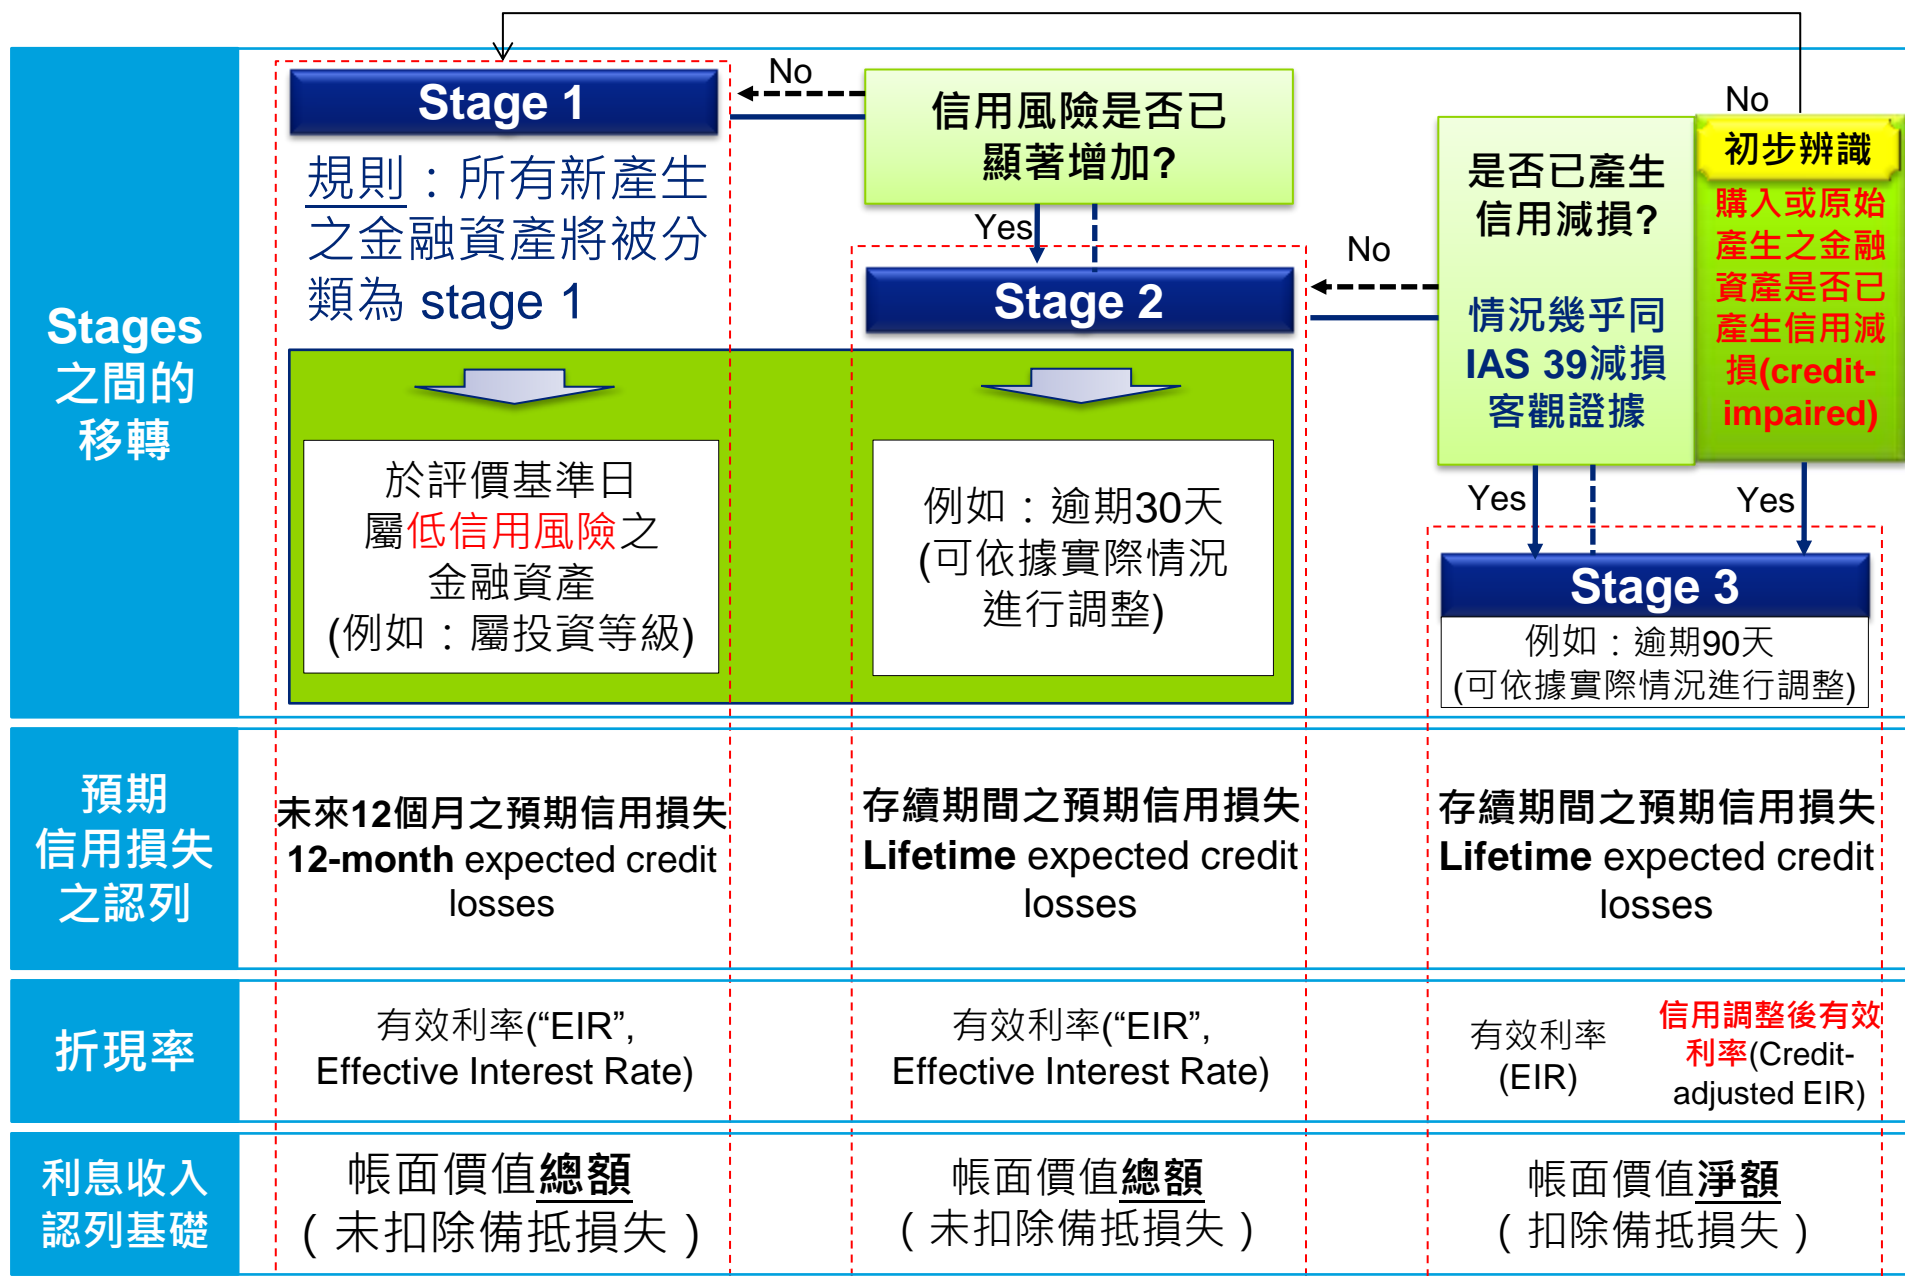 Stages
之間的
移轉
Stage 1
規則：所有新產生
之金融資產將被分
類為 stage 1
No
信用風險是否已
顯著增加?
Yes
Stage 2
No
是否已產生
信用減損?
情況幾乎同
IAS 39減損
客觀證據
No
初步辨識
購入或原始
產生之金融
資產是否已
產生信用減
損(credit-
impaired)
Yes
Yes
Stage 3
例如：逾期90天
(可依據實際情況進行調整)
於評價基準日
屬低信用風險之
金融資產
(例如：屬投資等級)
例如：逾期30天
(可依據實際情況
進行調整)
預期
信用損失
之認列
未來12個月之預期信用損失
12-month expected credit
losses
存續期間之預期信用損失
Lifetime expected credit
losses
存續期間之預期信用損失
Lifetime expected credit
losses
折現率
有效利率(“EIR”,
Effective Interest Rate)
有效利率(“EIR”,
Effective Interest Rate)
有效利率
(EIR)
信用調整後有效
利率(Credit-
adjusted EIR)
利息收入
認列基礎
帳面價值總額
（未扣除備抵損失）
帳面價值總額
（未扣除備抵損失）
帳面價值淨額
（扣除備抵損失）